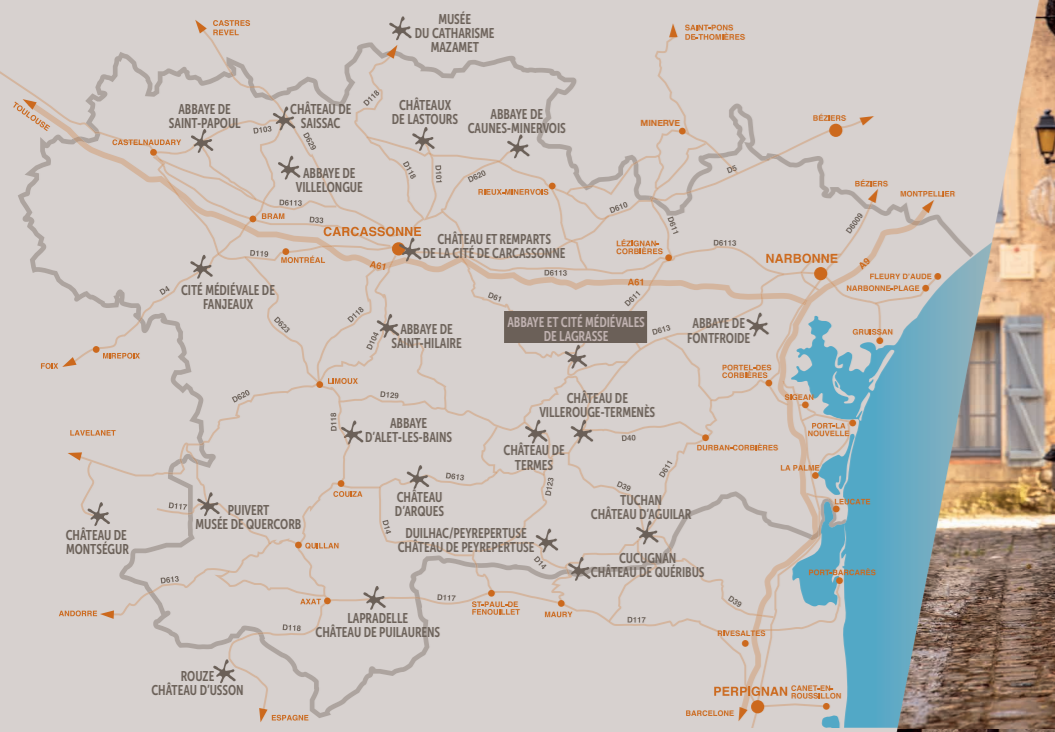 MUSÉE
DU CATHARISME
MAZAMET
CASTRES
REVEL
SAINT-PONS
DE-THOMIÈRES
TOULOUSE
D118
ABBAYE DE
SAINT-PAPOUL
CHÂTEAU DE
SAISSAC
CHÂTEAUX
DE LASTOURS
ABBAYE DE
CAUNES-MINERVOIS
MINERVE
BÉZIERS
D103
D629
CASTELNAUDARY
ABBAYE DE
VILLELONGUE
D118
D101
D620
D5
RIEUX-MINERVOIS
BÉZIERS
MONTPELLIER
D6113
D33
BRAM
D610
D611
D6009
CARCASSONNE
CHÂTEAU ET REMPARTS
DE LA CITÉ DE CARCASSONNE
LÉZIGNAN-
CORBIÈRES
D6113
NARBONNE
D119
MONTRÉAL
A61
D6113
A61
A9
FLEURY D'AUDE
NARBONNE-PLAGE
CITÉ MÉDIÉVALE DE
FANJEAUX
D4
D623
D118
D104
D61
D611
ABBAYE DE
SAINT-HILAIRE
ABBAYE ET CITÉ MÉDIÉVALES
DE LAGRASSE
D613
ABBAYE DE
FONTFROIDE
GRUISSAN
FOIX
MIREPOIX
LIMOUX
PORTEL-DES
CORBIÈRES
D620
D129
CHÂTEAU DE
VILLEROUGE-TERMENÈS
SIGEAN
D118
ABBAYE
D'ALET-LES-BAINS
LAVELANET
CHÂTEAU DE
TERMES
D40
DURBAN-CORBIÈRES
PORT-LA
NOUVELLE
LA PALME
D611
COUIZA
D613
CHÂTEAU
D'ARQUES
D123
D39
D117
PUIVERT
MUSÉE DE QUERCORB
TUCHAN
CHÂTEAU D'AGUILAR
LEUCATE
CHÂTEAU DE
MONTSÉGUR
D14
DUILHAC/PEYREPERTUSE
CHÂTEAU DE PEYREPERTUSE
QUILLAN
D14
CUCUGNAN
CHÂTEAU DE QUÉRIBUS
PORT-BARCARÈS
D613
ANDORRE
AXAT
D117
ST-PAUL-DE
FENOUILLET
MAURY
D39
LAPRADELLE
CHÂTEAU DE PUILAURENS
D117
D118
RIVESALTES
ROUZE
CHÂTEAU D'USSON
PERPIGNAN
CANET-EN-
ROUSSILLON
BARCELONE
ESPAGNE